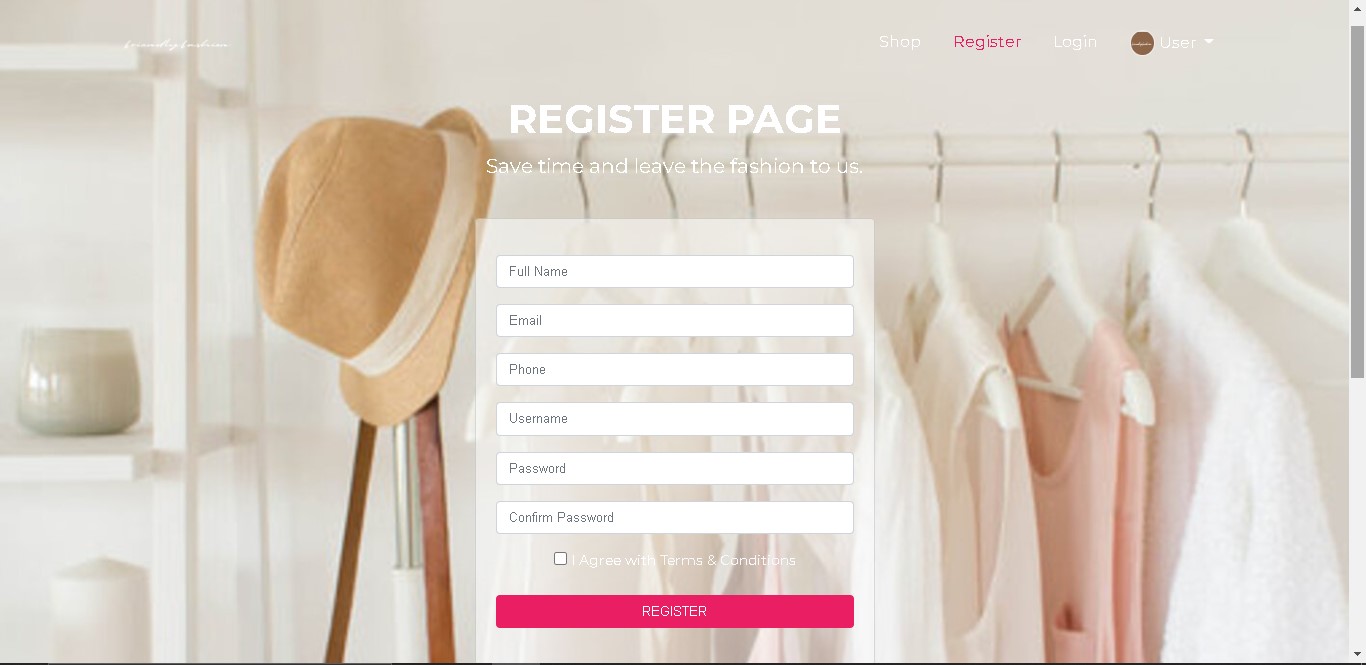 Shop Register Login User
REGISTER PAGE
Save time and leave the fashion to us.
Full Name
Email
Phone
Username
Password
Confirm Password
I Agree with Terms & Conditions
REGISTER